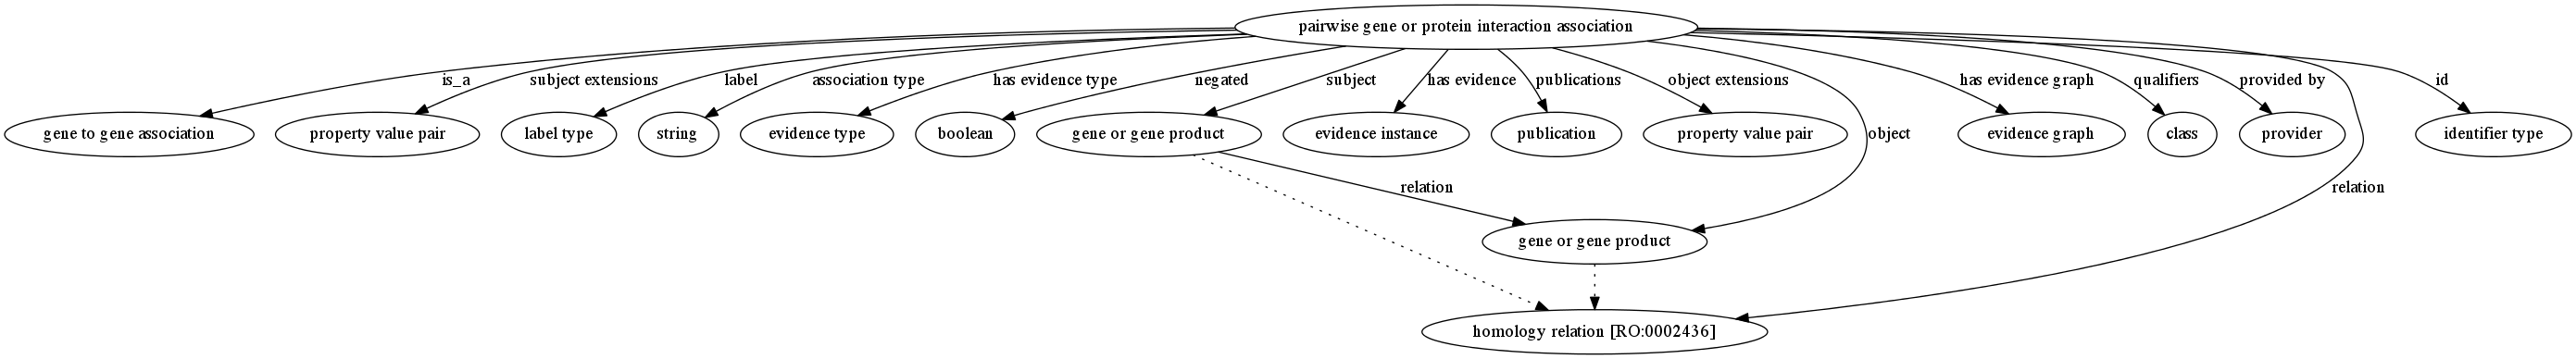 pairwise gene or protein interaction association
is_a
subject extensions
label
association type
has evidence type
negated
subject
has evidence
publications
object extensions
has evidence graph
qualifiers
provided by
id
gene to gene association
property value pair
label type
string
evidence type
boolean
gene or gene product
evidence instance
publication
property value pair
object
evidence graph
class
provider
identifier type
relation
relation
gene or gene product
homology relation [RO:0002436]